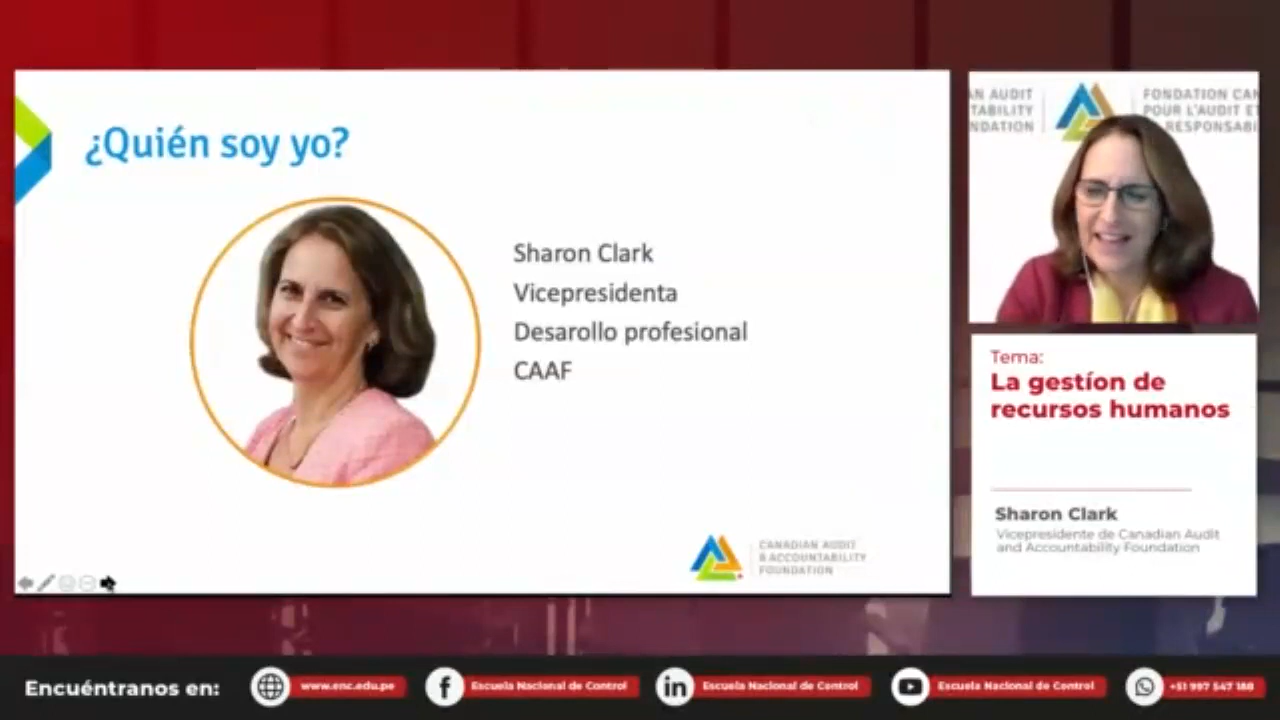 ¿Quién soy yo?
Sharon Clark
Vicepresidenta
Desarollo profesional
CAAF
CANADIAN AUDIT
& ACCOUNTABILITY
FOUNDATION
AN AUDIT
TABILITY
NDATION
FONDATION CAN
POUR L'AUDIT ET
RESPONSABI
Tema:
La gestíon de
recursos humanos
Sharon Clark
Vicepresidente de Canadian Audit
and Accountability Foundation
Encuéntranos en:
www.enc.edu.pe
Escuela Nacional de Control
Escuela Nacional de Control
Escuela Nacional de Control
+51 997 547 188